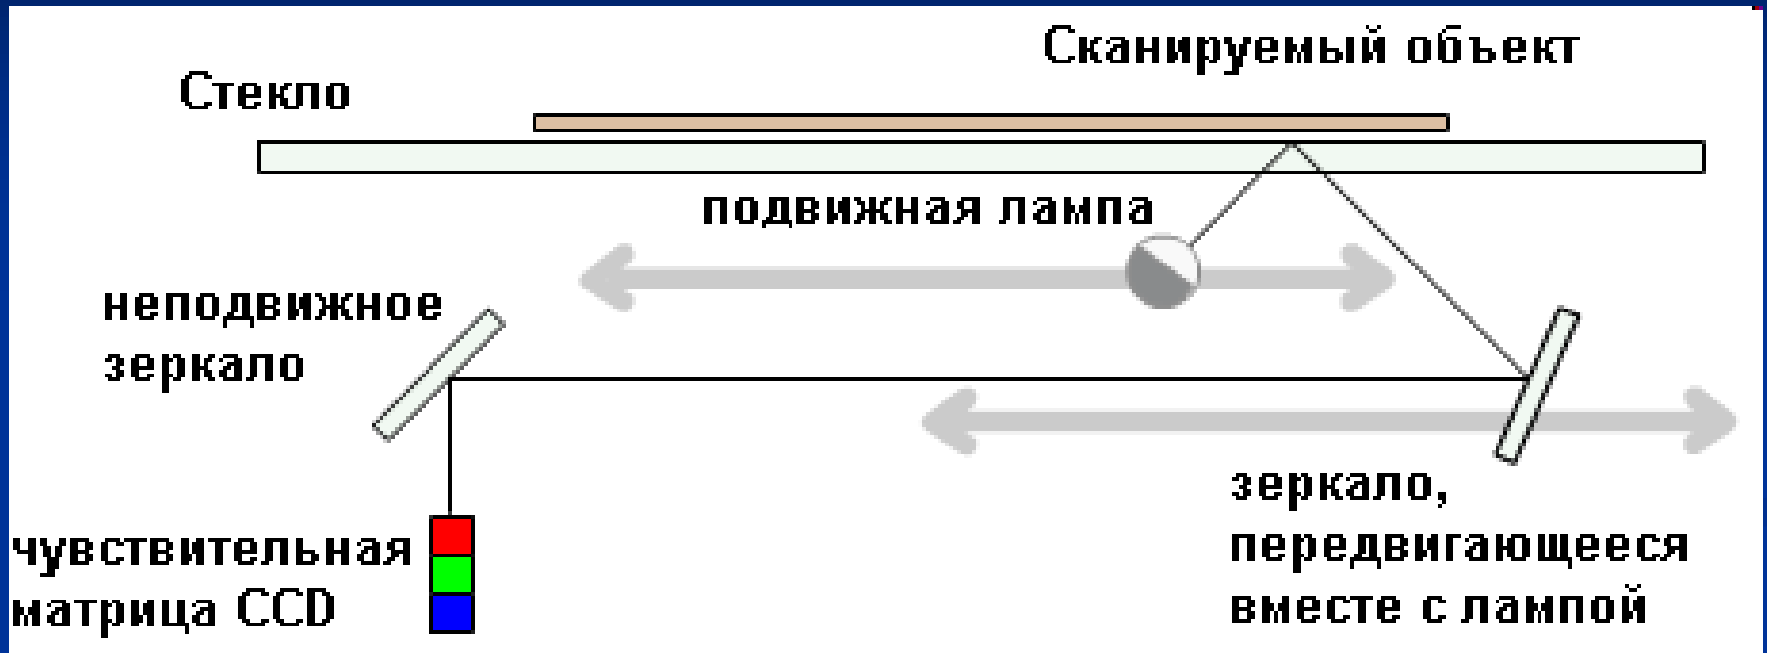 Сканируемый объект
Стекло
подвижная лампа
неподвижное
зеркало
зеркало,
передвигающееся
вместе с лампой
чувствительная
матрица CCD